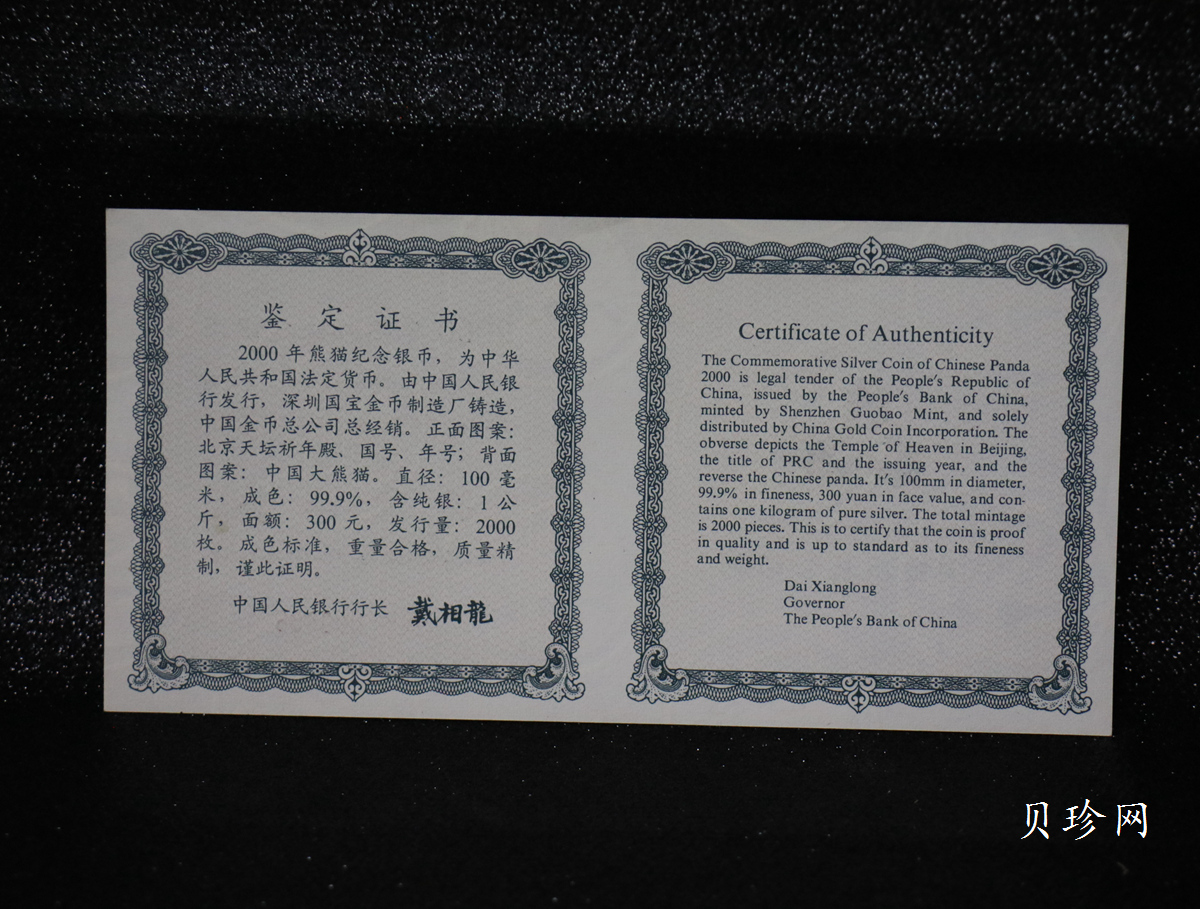 鉴定证书
2000 年熊猫纪念银币，为中华
人民共和国法定货币。由中国人民银
行发行，深圳国宝金币制造厂铸造，
中国金币总公司总经销。正面图案：
北京天坛祈年殿、国号、年号；背面
图案：中国大熊猫。直径：100 毫
米，成色：99.9%，含纯银：1 公
斤，面额：300 元，发行量：2000
枚。成色标准，重量合格，质量精
制，谨此证明。
中国人民银行行长 戴相龍
Certificate of Authenticity
The Commemorative Silver Coin of Chinese Panda
2000 is legal tender of the People's Republic of
China, issued by the People's Bank of China,
minted by Shenzhen Guobao Mint, and solely
distributed by China Gold Coin Incorporation. The
obverse depicts the Temple of Heaven in Beijing,
the title of PRC and the issuing year, and the
reverse the Chinese panda. It's 100mm in diameter,
99.9% in fineness, 300 yuan in face value, and con-
tains one kilogram of pure silver. The total mintage
is 2000 pieces. This is to certify that the coin is proof
in quality and is up to standard as to its fineness
and weight.
Dai Xianglong
Governor
The People's Bank of China
贝珍网